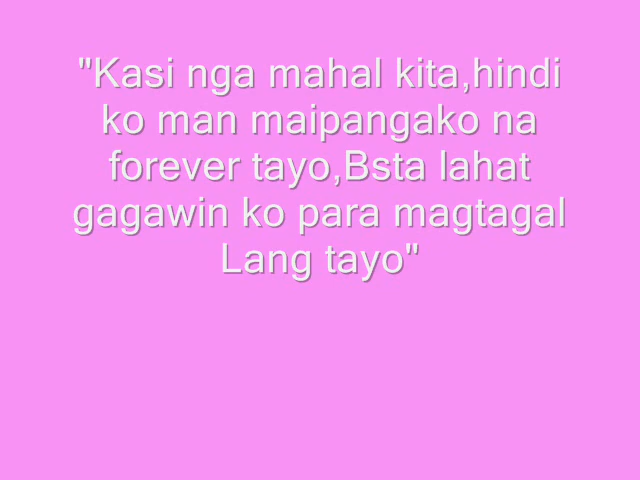 "Kasi nga mahal kita,hindi
ko man maipangako na
forever tayo,Bsta lahat
gagawin ko para magtagal
Lang tayo"